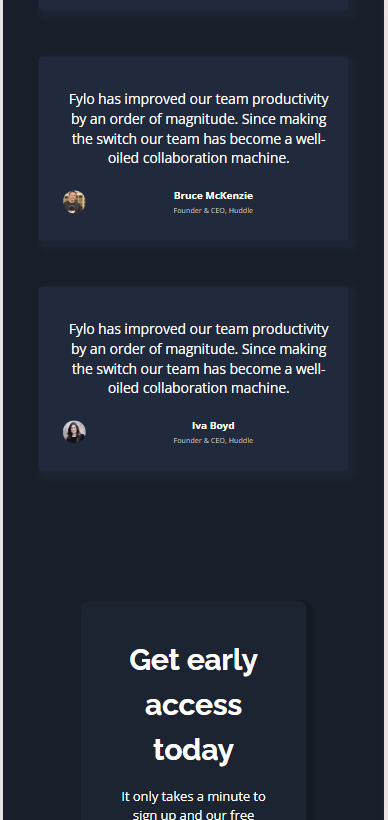 Fylo has improved our team productivity
by an order of magnitude. Since making
the switch our team has become a well-
oiled collaboration machine.
Bruce McKenzie
Founder & CEO, Huddle
Fylo has improved our team productivity
by an order of magnitude. Since making
the switch our team has become a well-
oiled collaboration machine.
Iva Boyd
Founder & CEO, Huddle
Get early
access
today
It only takes a minute to
sign up and our free